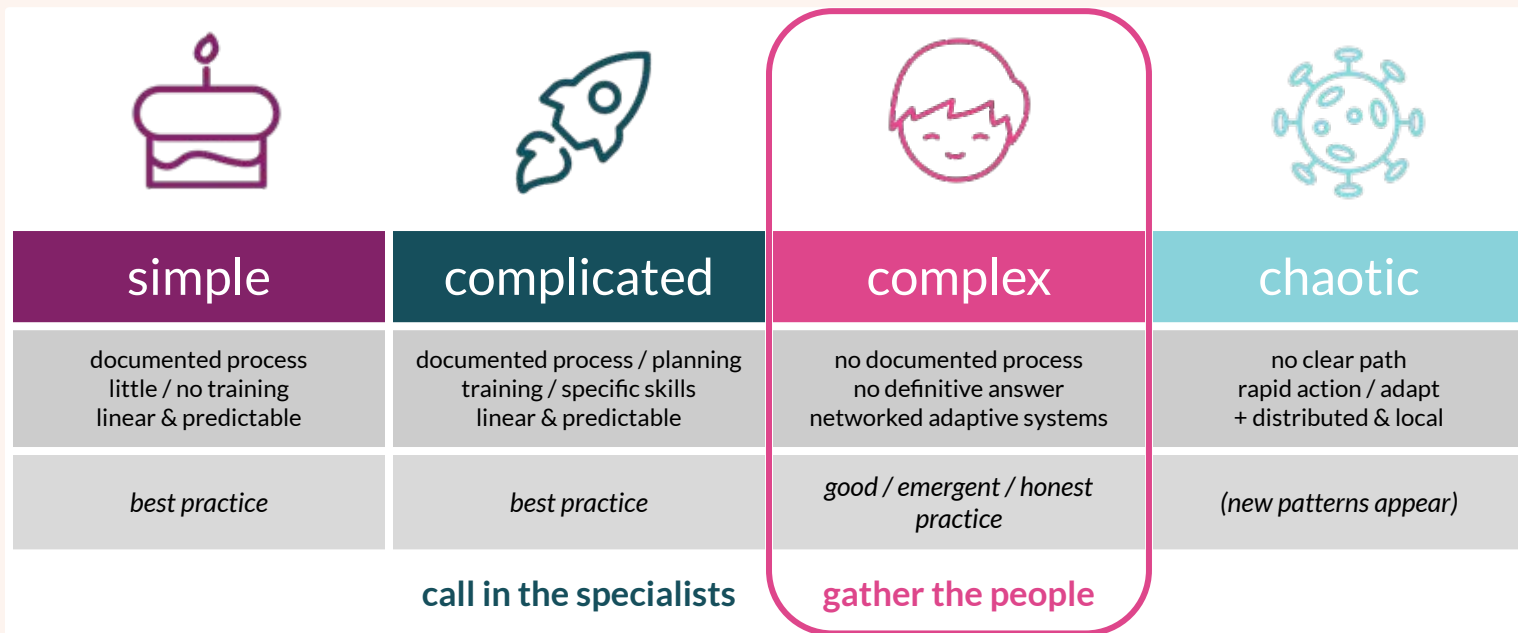 simple
complicated
complex
chaotic
documented process
little / no training
linear & predictable
documented process / planning
training / specific skills
linear & predictable
no documented process
no definitive answer
networked adaptive systems
no clear path
rapid action / adapt
+ distributed & local
best practice
best practice
good / emergent / honest
practice
(new patterns appear)
call in the specialists
gather the people